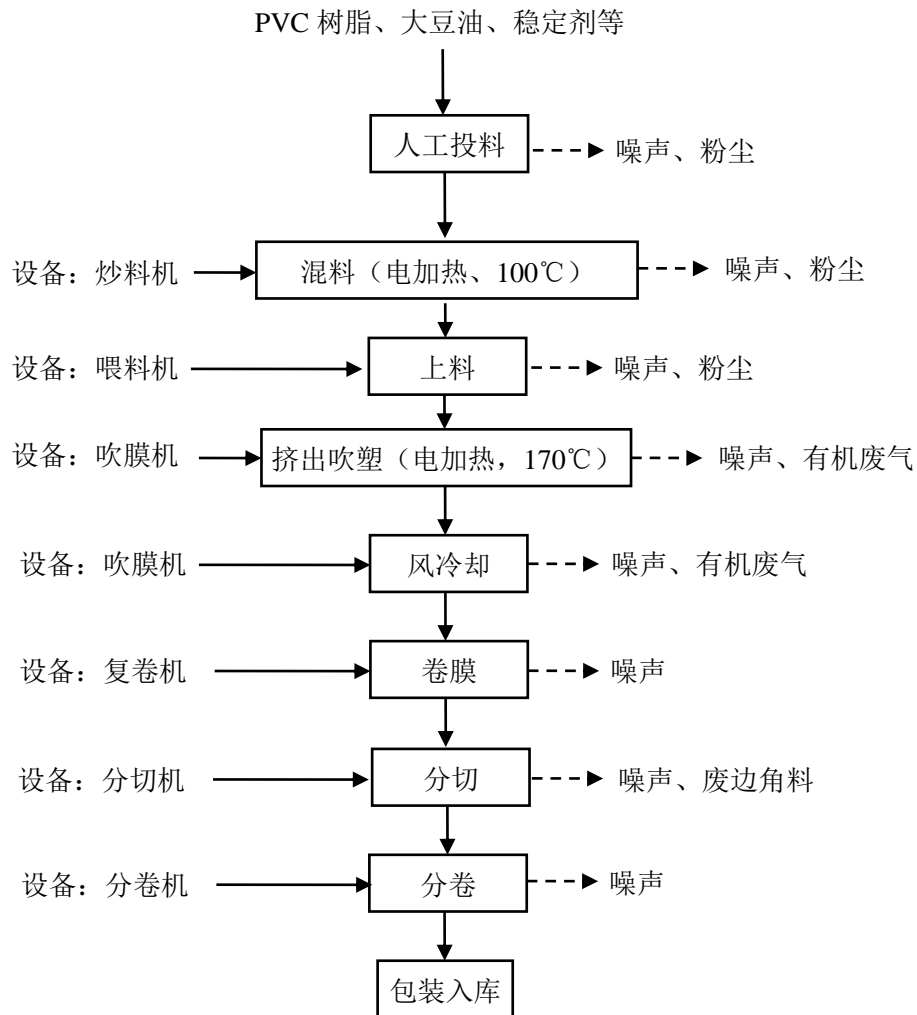 PVC 树脂、大豆油、稳定剂等
人工投料
噪声、粉尘
设备：炒料机
混料（电加热、100℃）
噪声、粉尘
设备：喂料机
上料
噪声、粉尘
设备：吹膜机
挤出吹塑（电加热，170℃）
噪声、有机废气
设备：吹膜机
风冷却
噪声、有机废气
设备：复卷机
卷膜
噪声
设备：分切机
分切
噪声、废边角料
设备：分卷机
分卷
噪声
包装入库